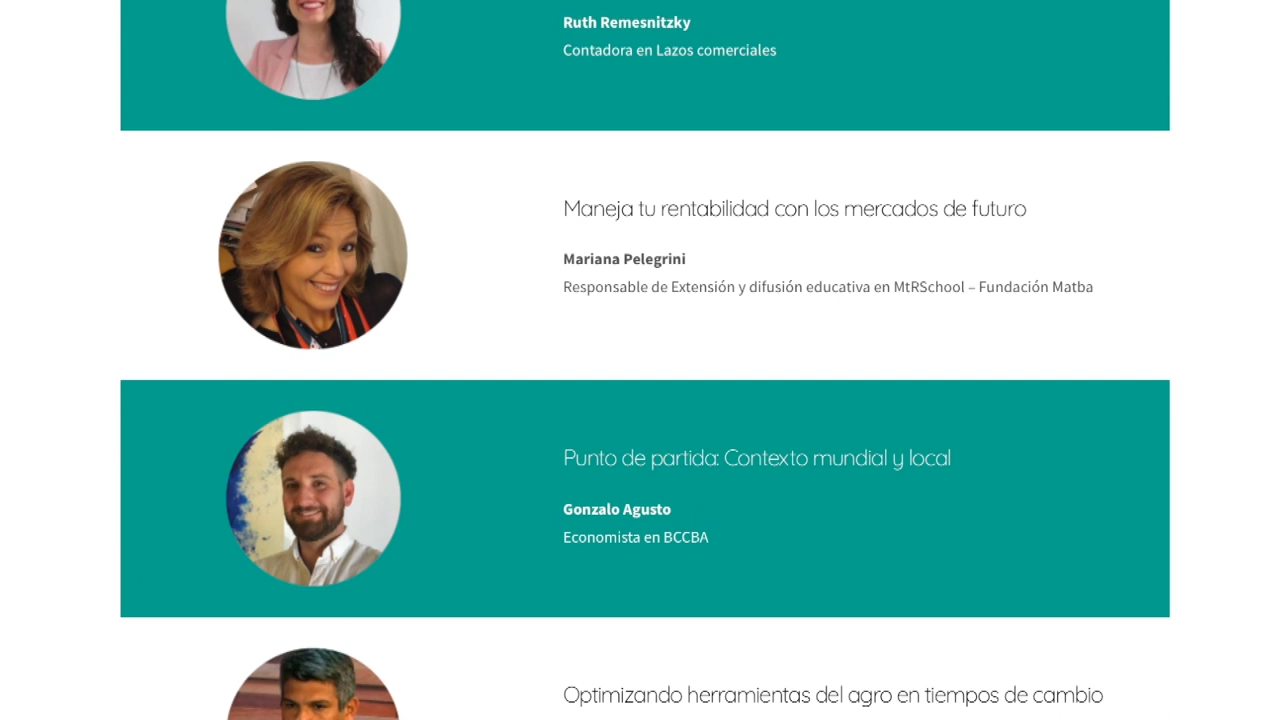 Ruth Remesnitzky
Contadora en Lazos comerciales
Maneja tu rentabilidad con los mercados de futuro
Mariana Pelegrini
Responsable de Extensión y difusión educativa en MtRSchool – Fundación Matba
Punto de partida: Contexto mundial y local
Gonzalo Agusto
Economista en BCCBA
Optimizando herramientas del agro en tiempos de cambio